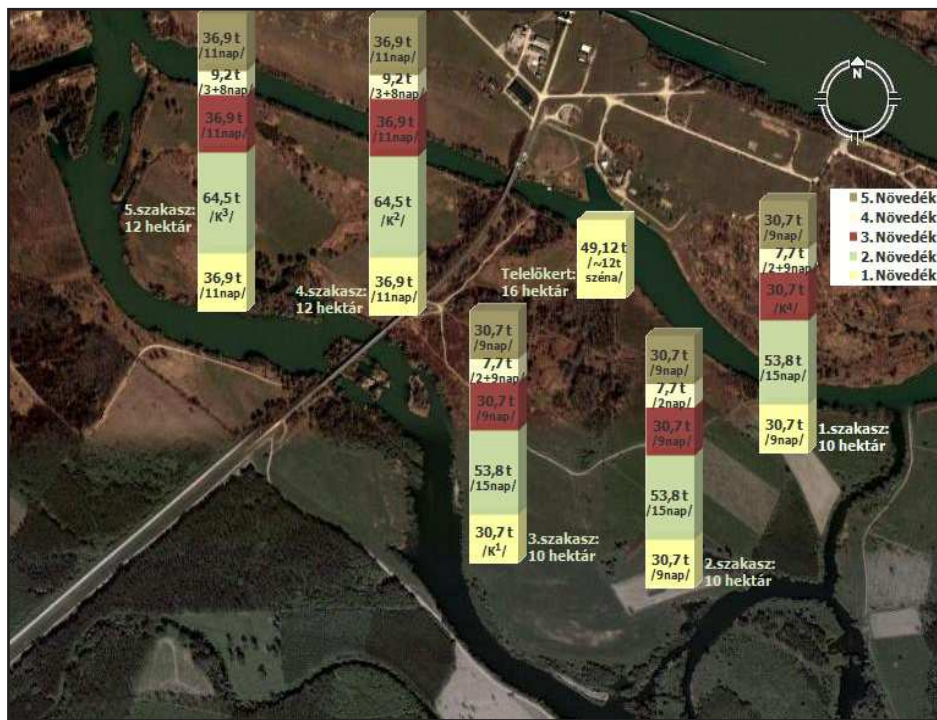 36,9 t
/11nap/
9,2 t
/3+8nap/
36,9 t
/11nap/
64,5 t
/K³/
36,9 t
/11nap/
5.szakasz:
12 hektár
36,9 t
/11nap/
9,2 t
/3+8nap/
36,9 t
/11nap/
64,5 t
/K²/
36,9 t
/11nap/
4.szakasz:
12 hektár
N
49,12 t
/~12t
széna/
Telelőkert:
16 hektár
5. Növedék
4. Növedék
3. Növedék
2. Növedék
1. Növedék
30,7 t
/9nap/
7,7 t
/2+9nap/
30,7 t
/K⁴/
53,8 t
/15nap/
30,7 t
/9nap/
1.szakasz:
10 hektár
30,7 t
/9nap/
7,7 t
/2+9nap/
30,7 t
/9nap/
53,8 t
/15nap/
30,7 t
/K¹/
3.szakasz:
10 hektár
30,7 t
/9nap/
7,7 t
/2nap/
30,7 t
/9nap/
53,8 t
/15nap/
30,7 t
/9nap/
2.szakasz:
10 hektár